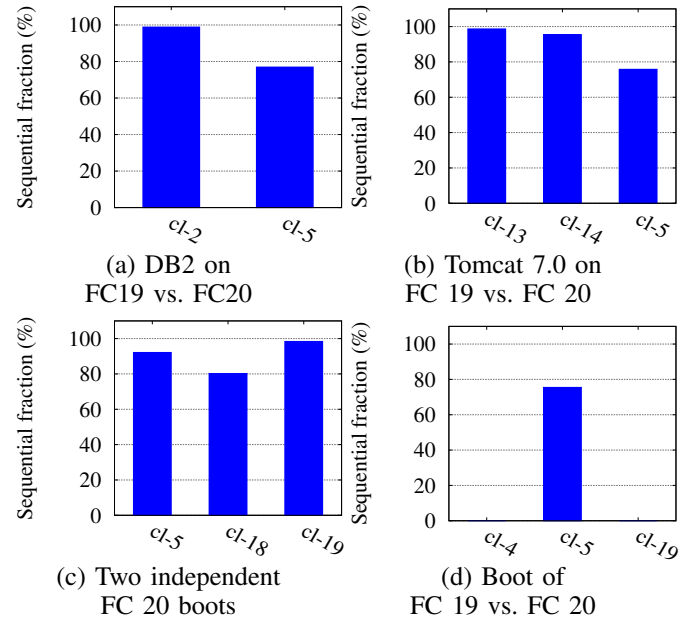 Sequential fraction (%)
100
80
60
40
20
0
cl-2
cl-5
(a) DB2 on
FC19 vs. FC20
Sequential fraction (%)
100
80
60
40
20
0
cl-13
cl-14
cl-5
(b) Tomcat 7.0 on
FC 19 vs. FC 20
Sequential fraction (%)
100
80
60
40
20
0
cl-5
cl-18
cl-19
(c) Two independent
FC 20 boots
Sequential fraction (%)
100
80
60
40
20
0
cl-4
cl-5
cl-19
(d) Boot of
FC 19 vs. FC 20